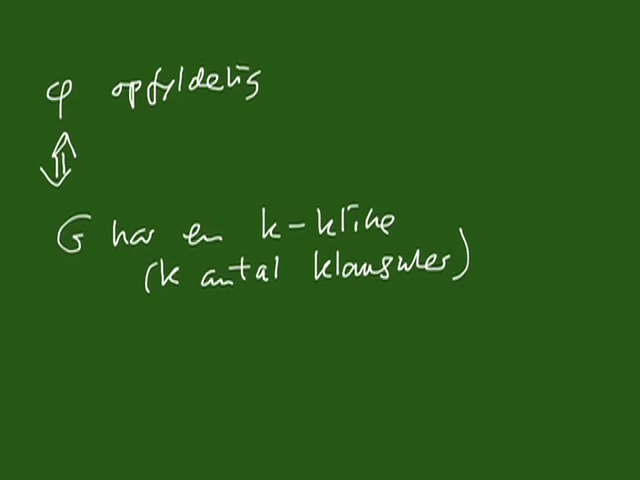 φ opfyldelig
⇕
G har en k-klike
(k antal klausuler)